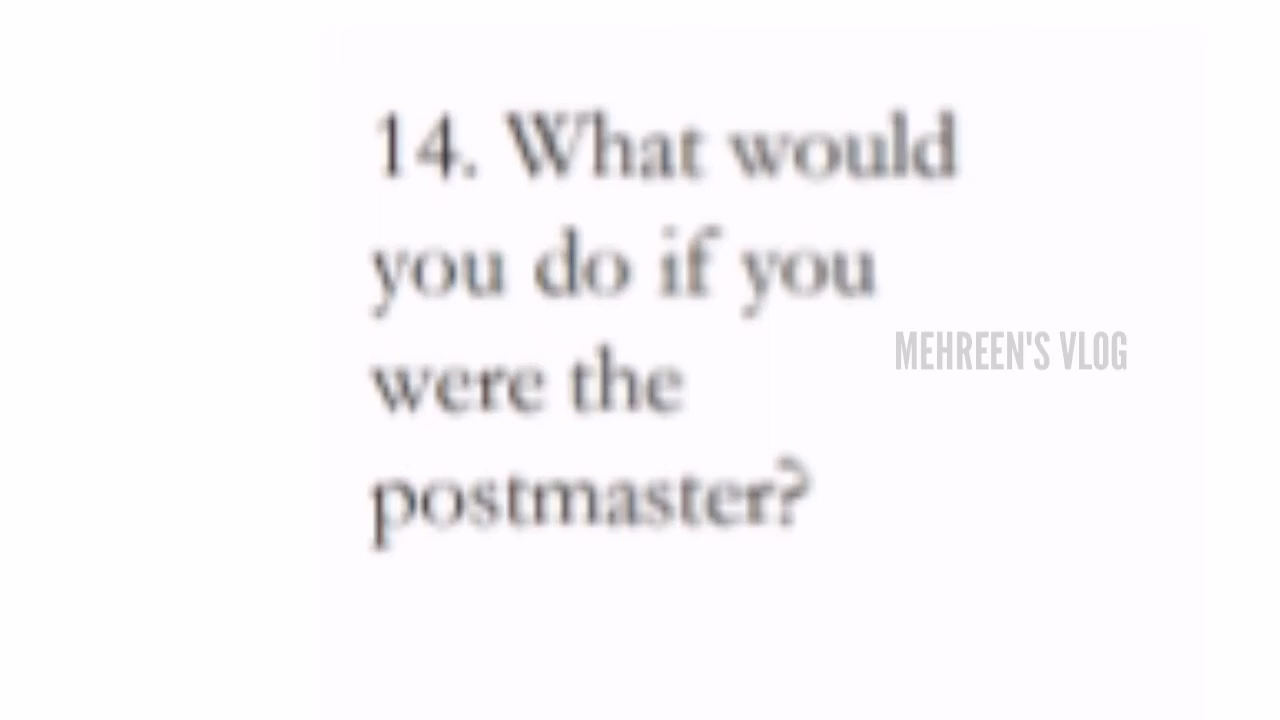 14. What would
you do if you
were the
postmaster?
MEHREEN'S VLOG